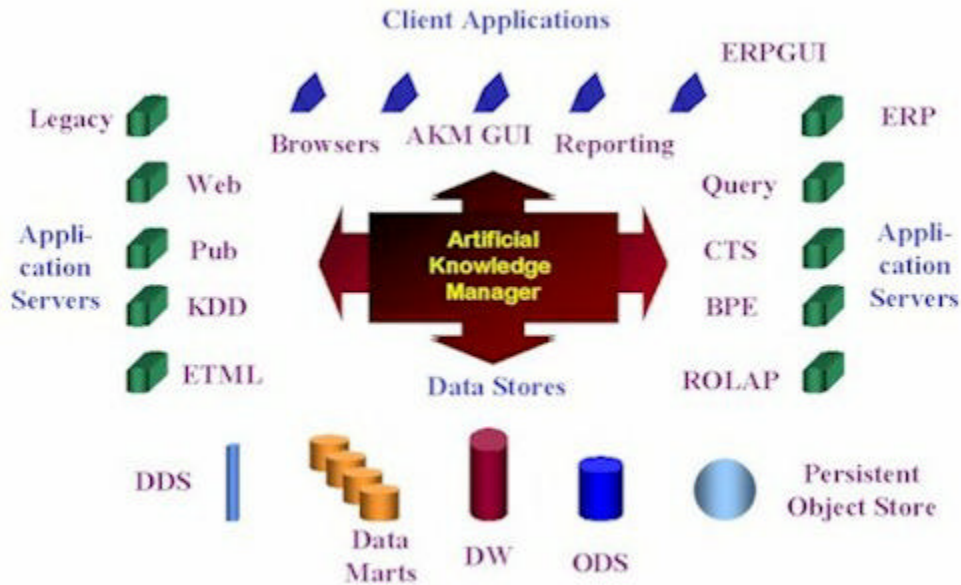 Client Applications
ERPGUI
Legacy
ERP
Browsers
AKM GUI
Reporting
Web
Query
Appli-
cation
Servers
Pub
Artificial
Knowledge
Manager
CTS
Appli-
cation
Servers
KDD
BPE
ETML
Data Stores
ROLAP
DDS
Persistent
Object Store
Data
Marts
DW
ODS